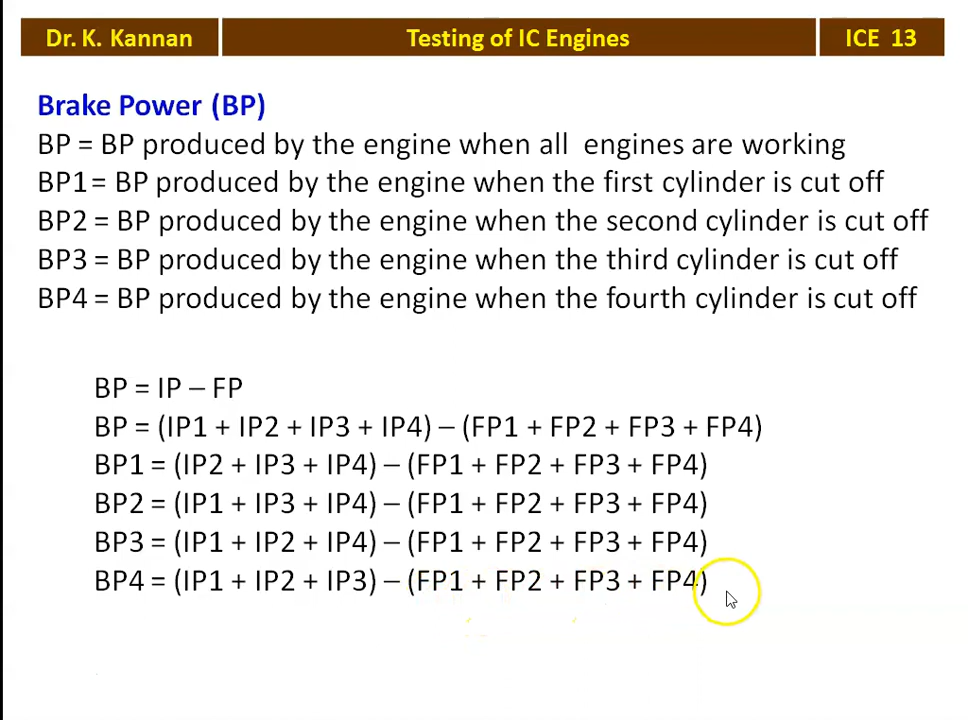 Dr. K. Kannan Testing of IC Engines ICE 13
Brake Power (BP)
BP = BP produced by the engine when all engines are working
BP1= BP produced by the engine when the first cylinder is cut off
BP2 = BP produced by the engine when the second cylinder is cut off
BP3 = BP produced by the engine when the third cylinder is cut off
BP4 = BP produced by the engine when the fourth cylinder is cut off
BP = IP – FP
BP = (IP1 + IP2 + IP3 + IP4) – (FP1 + FP2 + FP3 + FP4)
BP1 = (IP2 + IP3 + IP4) – (FP1 + FP2 + FP3 + FP4)
BP2 = (IP1 + IP3 + IP4) – (FP1 + FP2 + FP3 + FP4)
BP3 = (IP1 + IP2 + IP4) – (FP1 + FP2 + FP3 + FP4)
BP4 = (IP1 + IP2 + IP3) – (FP1 + FP2 + FP3 + FP4)